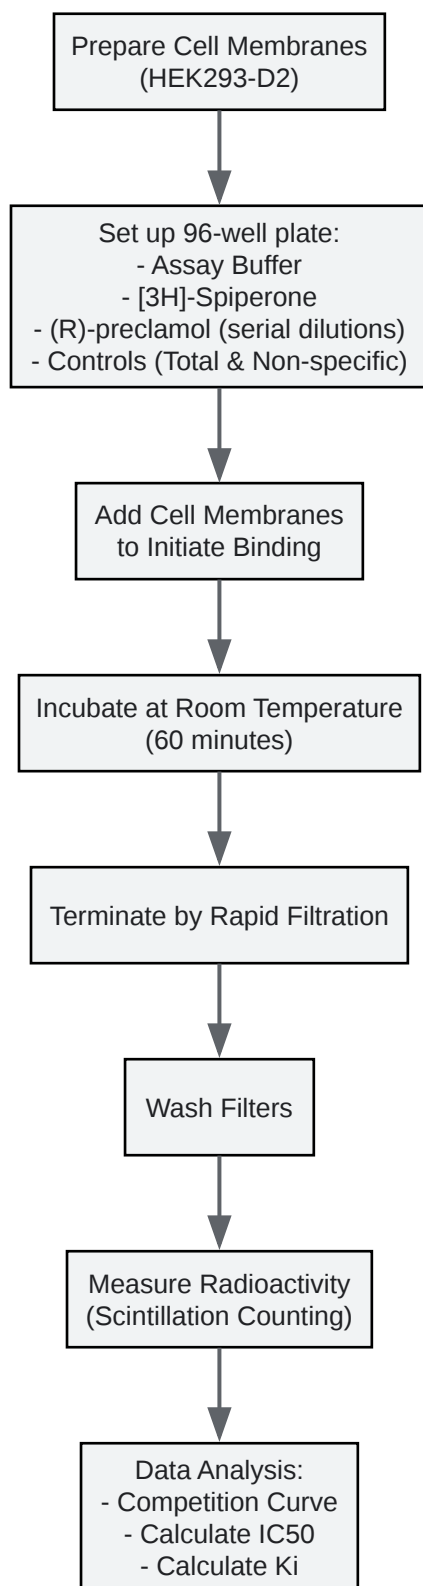 Prepare Cell Membranes
(HEK293-D2)
Set up 96-well plate:
- Assay Buffer
- [3H]-Spiperone
- (R)-preclamol (serial dilutions)
- Controls (Total & Non-specific)
Add Cell Membranes
to Initiate Binding
Incubate at Room Temperature
(60 minutes)
Terminate by Rapid Filtration
Wash Filters
Measure Radioactivity
(Scintillation Counting)
Data Analysis:
- Competition Curve
- Calculate IC50
- Calculate Ki